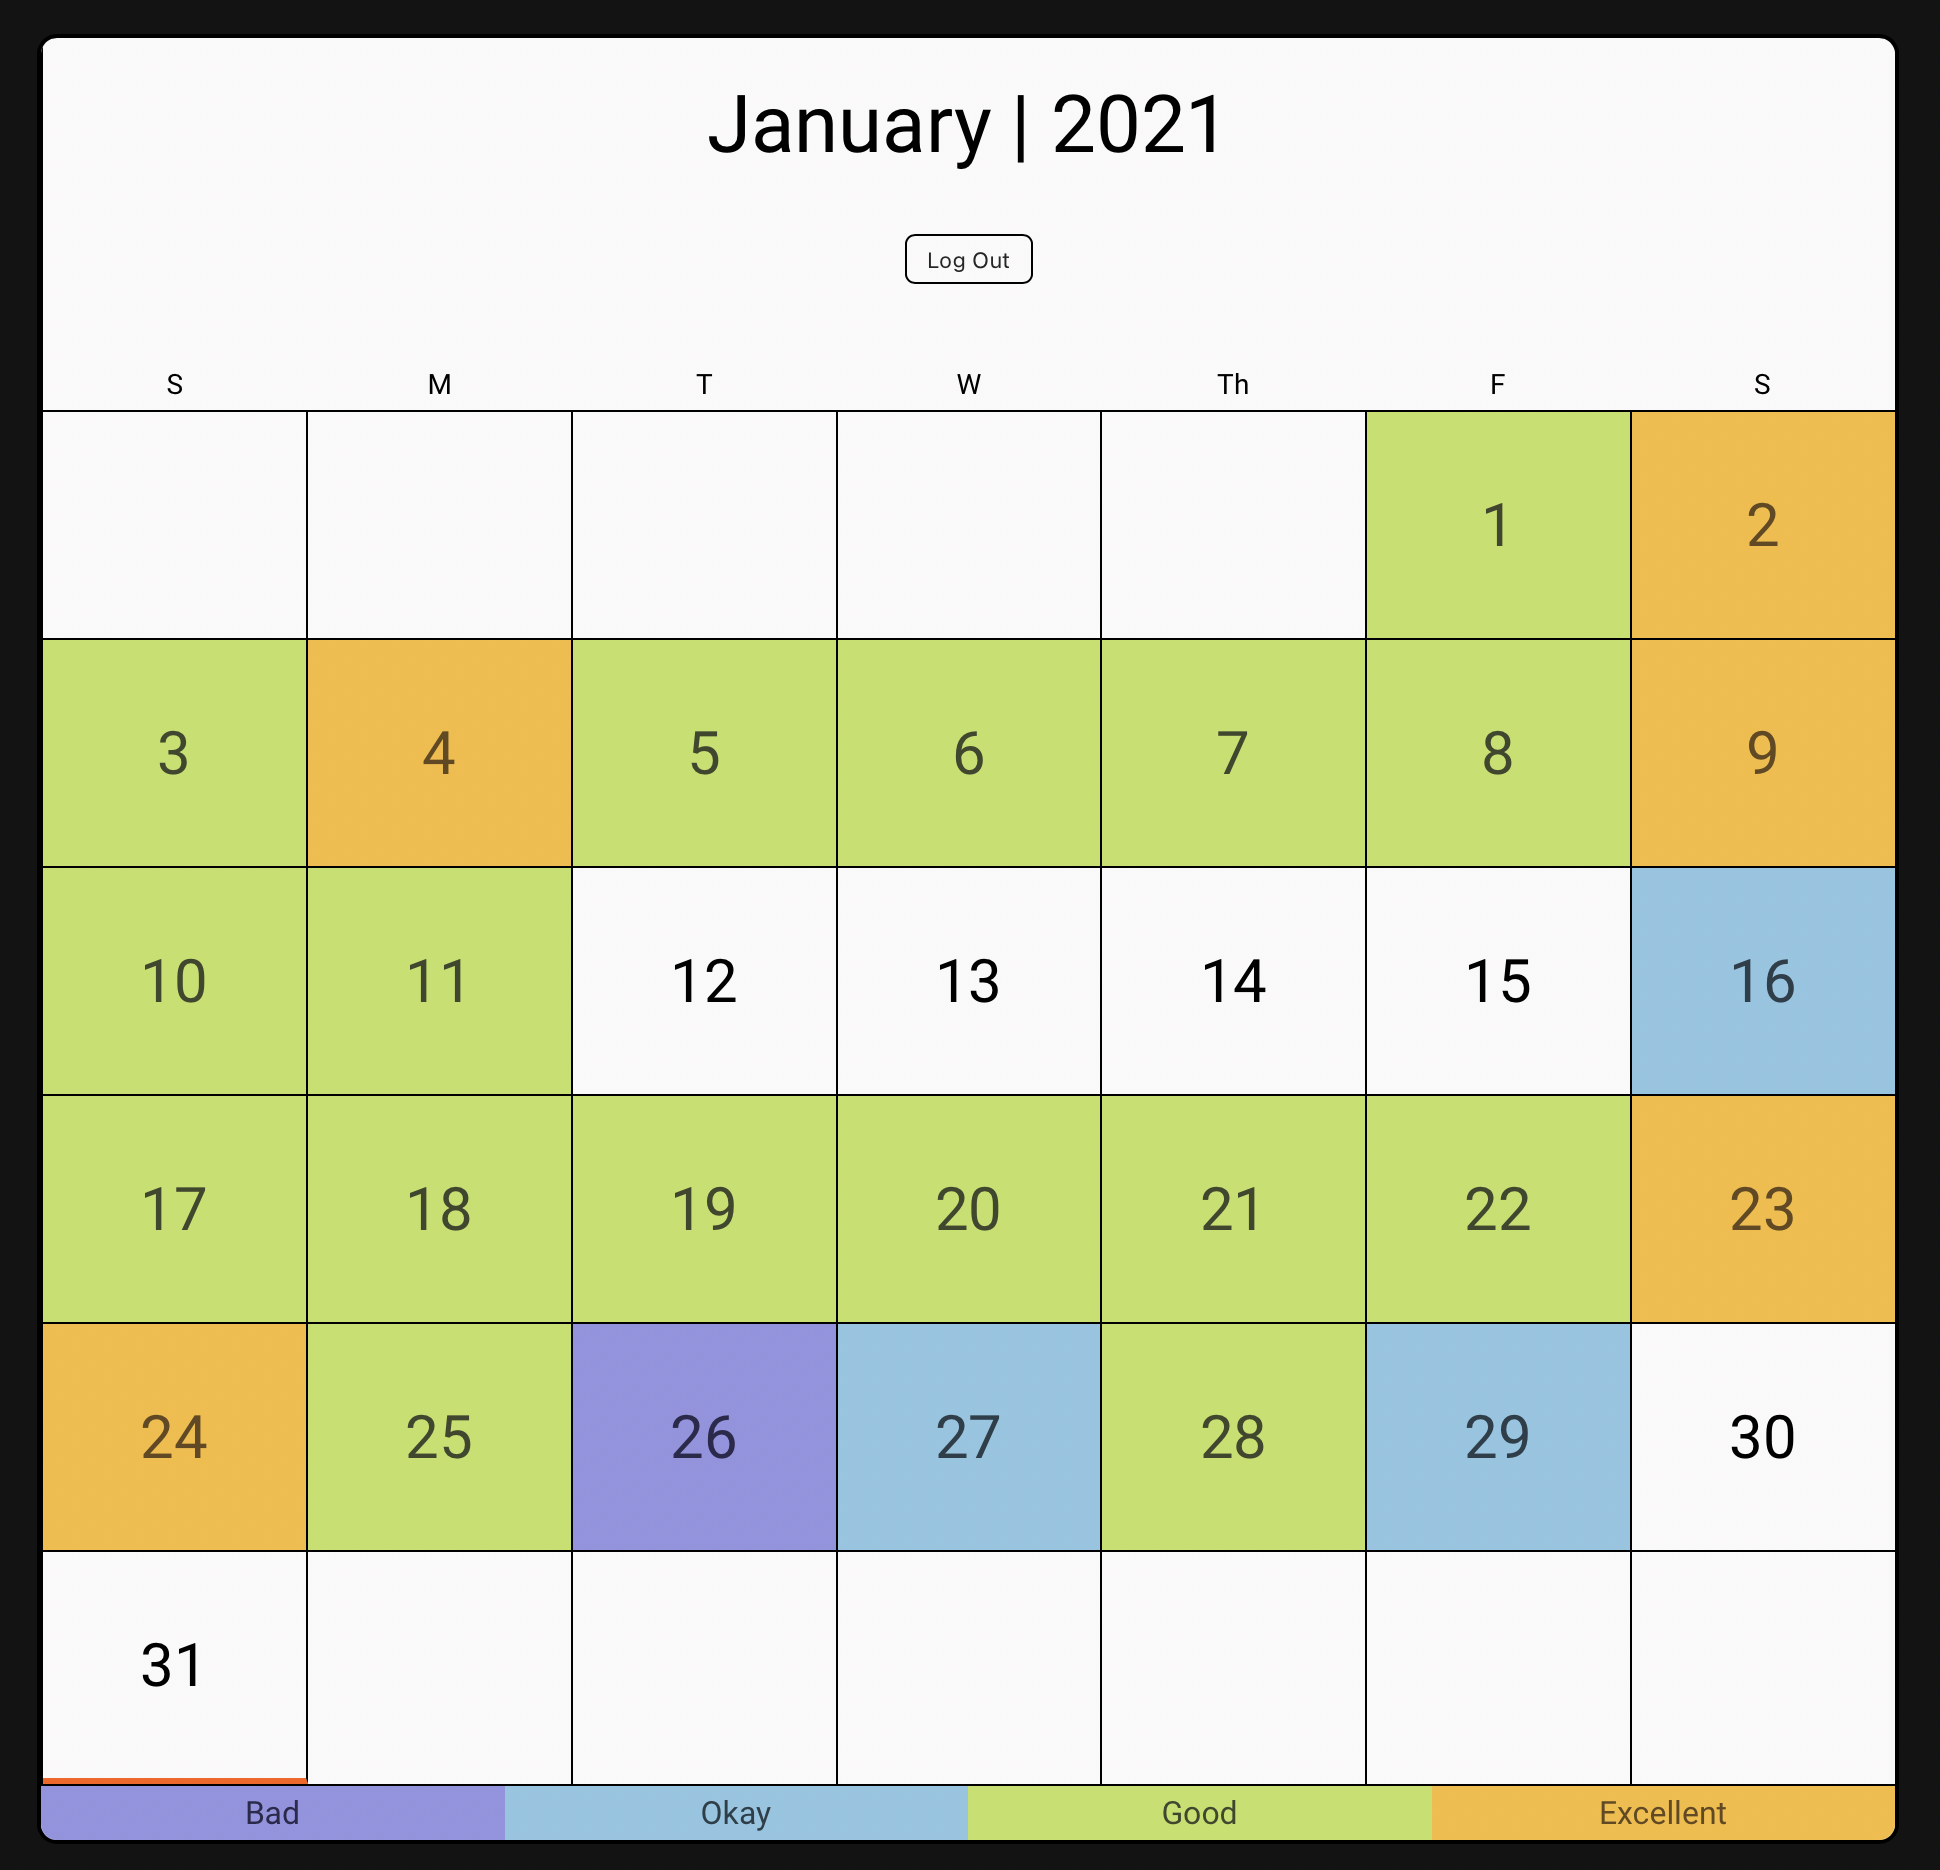 January | 2021
Log Out
S M T W Th F S
1 2
3 4 5 6 7 8 9
10 11 12 13 14 15 16
17 18 19 20 21 22 23
24 25 26 27 28 29 30
31
Bad Okay Good Excellent